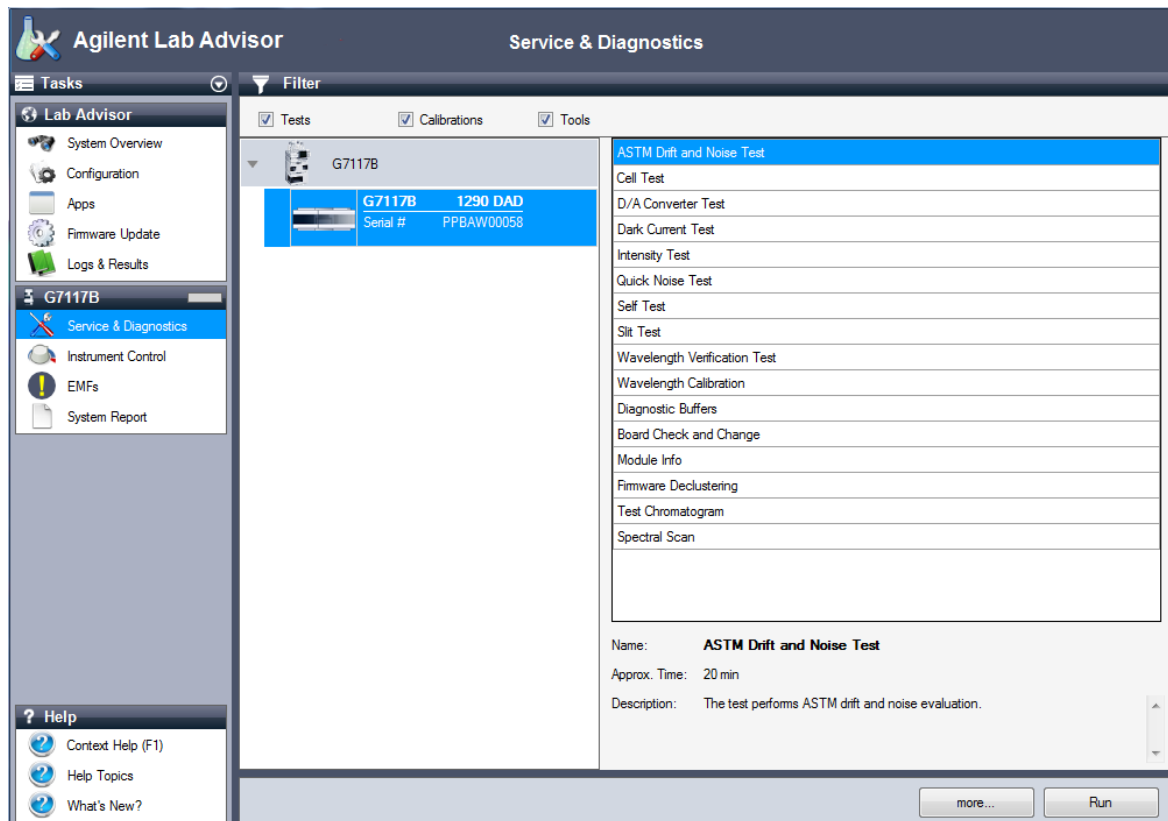 Agilent Lab Advisor
Service & Diagnostics
Tasks
Filter
Lab Advisor
System Overview
Configuration
Apps
Firmware Update
Logs & Results
G7117B
Service & Diagnostics
Instrument Control
EMFs
System Report
Help
Context Help (F1)
Help Topics
What's New?
Tests
Calibrations
Tools
G7117B
G7117B 1290 DAD
Serial # PPBAW00058
ASTM Drift and Noise Test
Cell Test
D/A Converter Test
Dark Current Test
Intensity Test
Quick Noise Test
Self Test
Slit Test
Wavelength Verification Test
Wavelength Calibration
Diagnostic Buffers
Board Check and Change
Module Info
Firmware Declustering
Test Chromatogram
Spectral Scan
Name: ASTM Drift and Noise Test
Approx. Time: 20 min
Description: The test performs ASTM drift and noise evaluation.
more...
Run